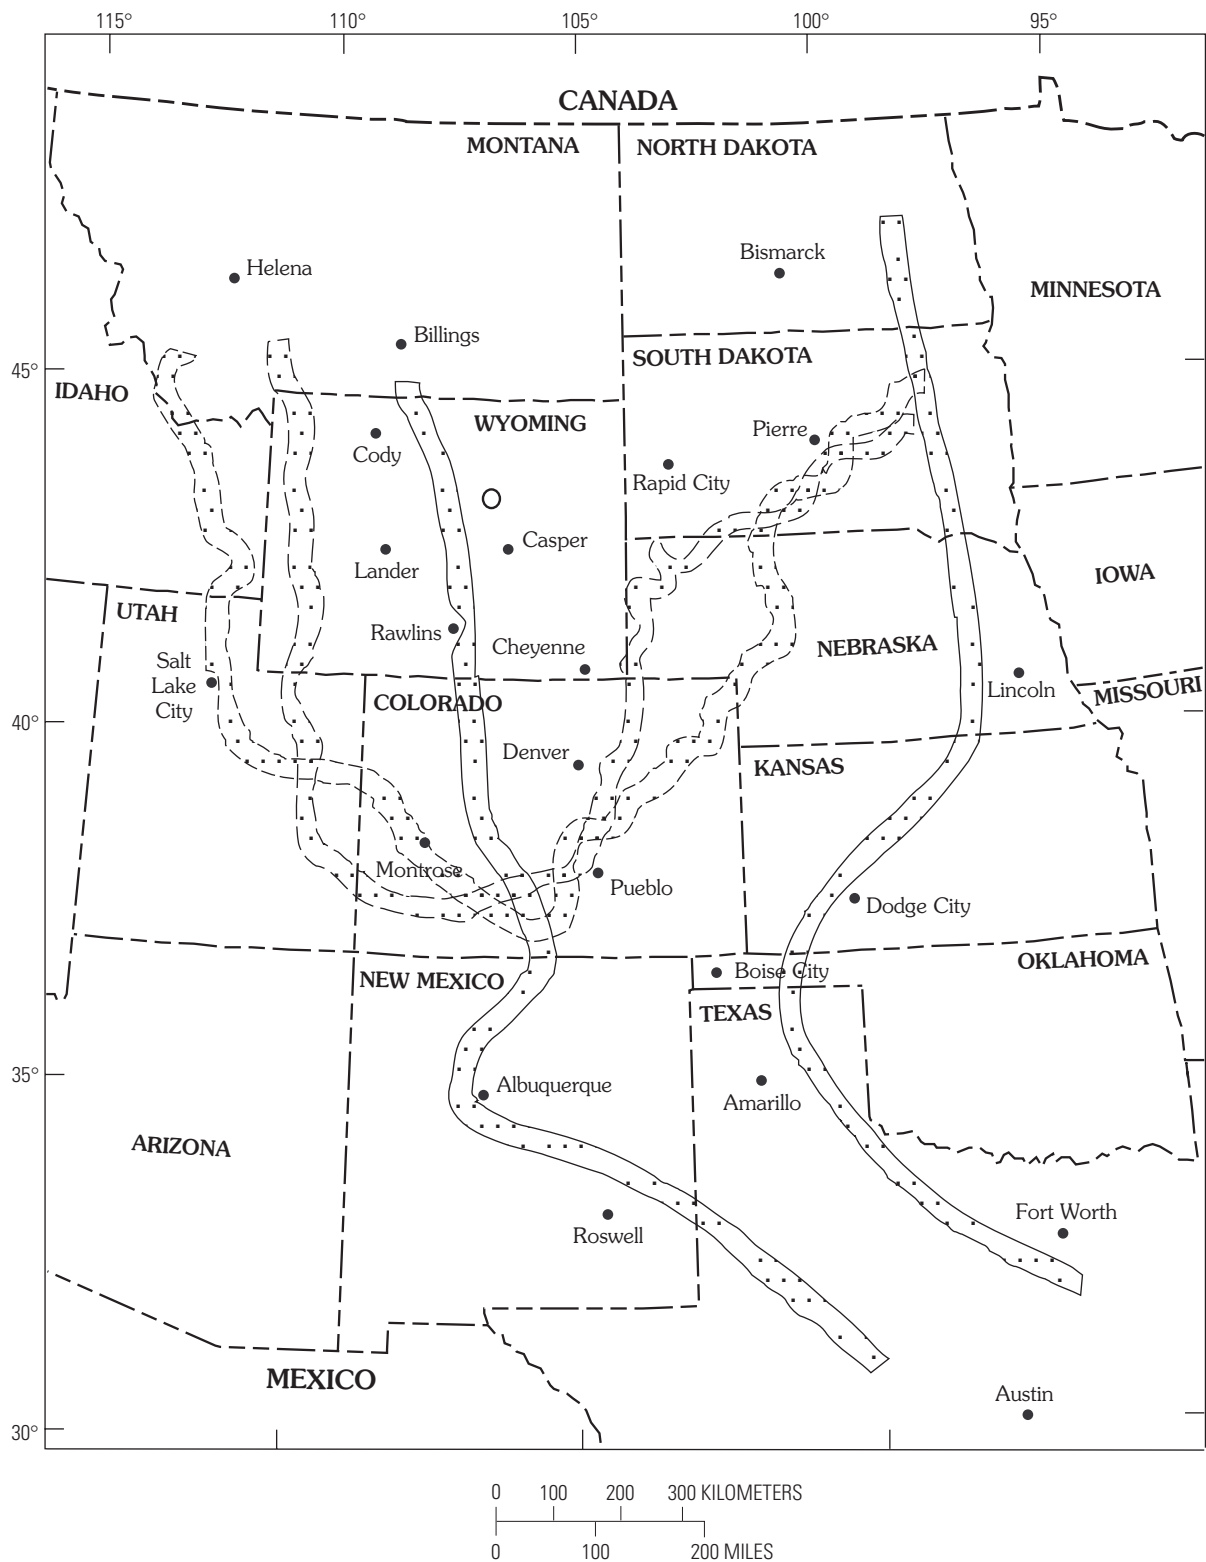 115° 110° 105° 100° 95°
CANADA
MONTANA NORTH DAKOTA
Bismarck
Helena
MINNESOTA
Billings
SOUTH DAKOTA
45°
IDAHO
WYOMING
Pierre
Cody
Rapid City
Casper
Lander
IOWA
UTAH
Rawlins
Cheyenne
NEBRASKA
Salt
Lake
City
Lincoln
MISSOURI
COLORADO
40°
Denver
KANSAS
Montrose
Pueblo
Dodge City
OKLAHOMA
Boise City
NEW MEXICO
TEXAS
35°
Albuquerque
Amarillo
ARIZONA
Fort Worth
Roswell
MEXICO
Austin
30°
0 100 200 300 KILOMETERS
0 100 200 MILES